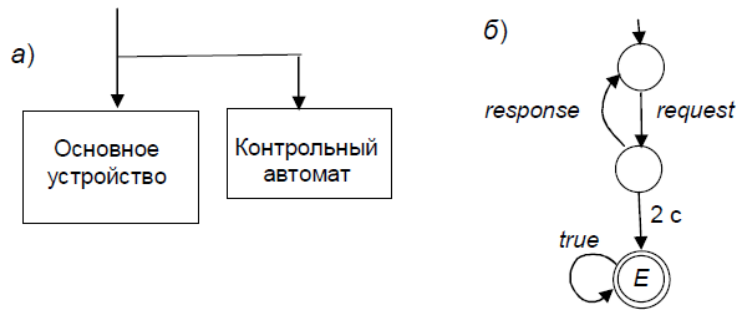 а)
Основное
устройство
Контрольный
автомат
б)
response
request
2 с
true
E